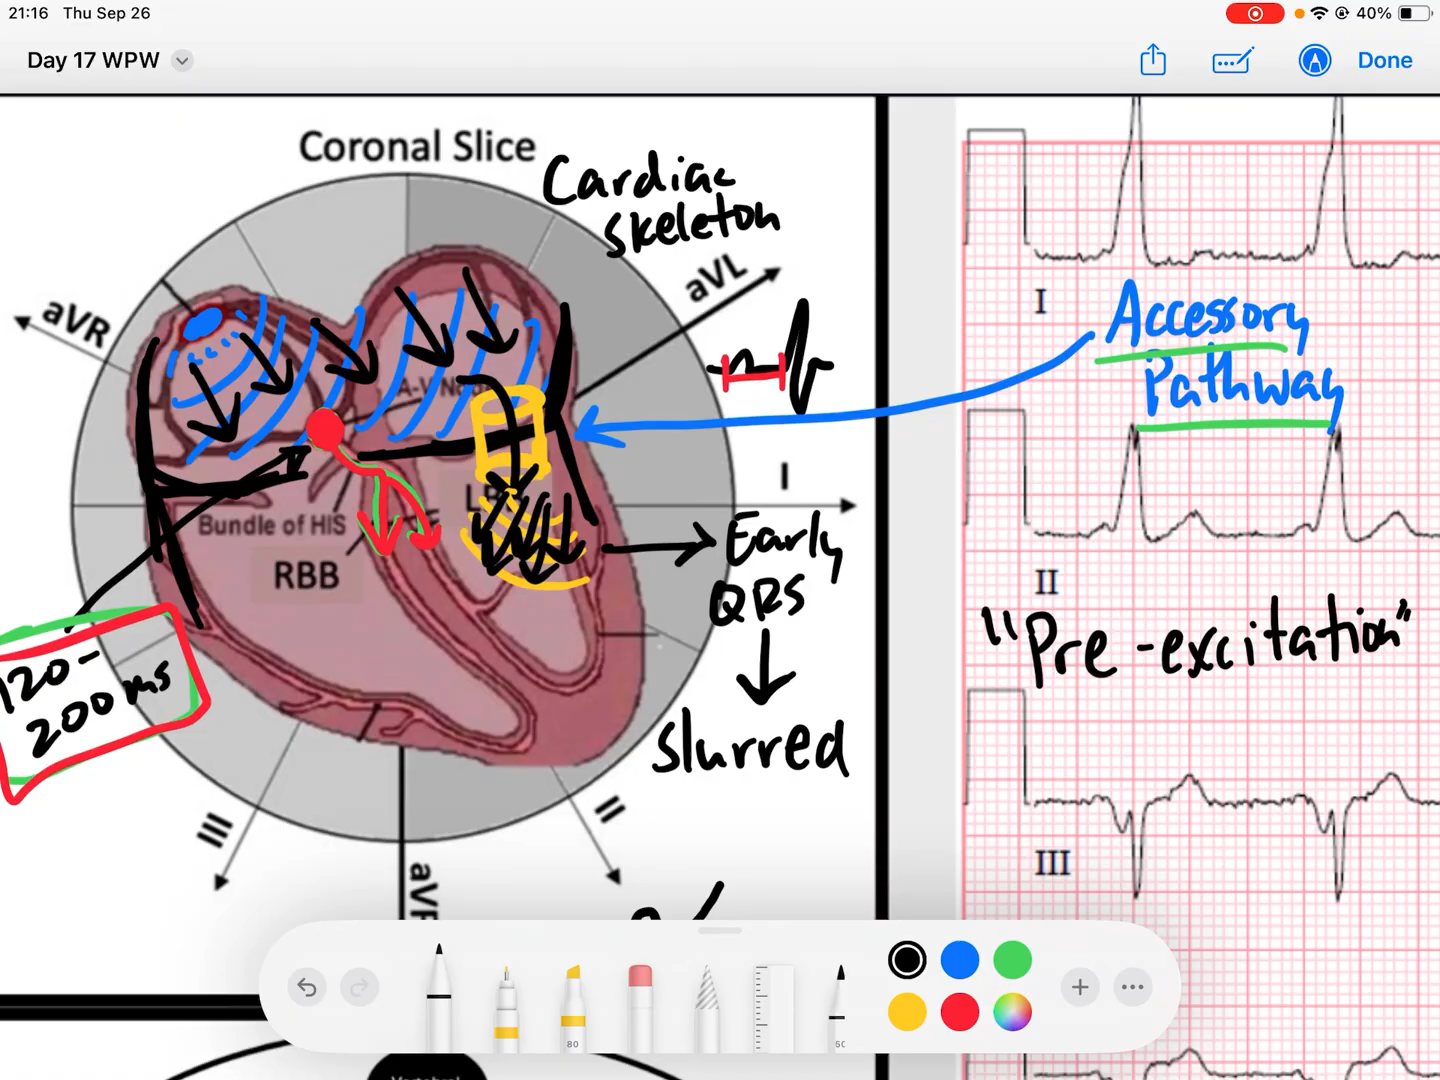 21:16 Thu Sep 26
40%
Day 17 WPW
Done
Coronal Slice
Cardiac
skeleton
aVR
aVL
I
Accessory
Pathway
I
Bundle of HIS
RBB
Early
QRS
slurred
120-
200 ms
II
"Pre-excitation"
III
III
II
80
50